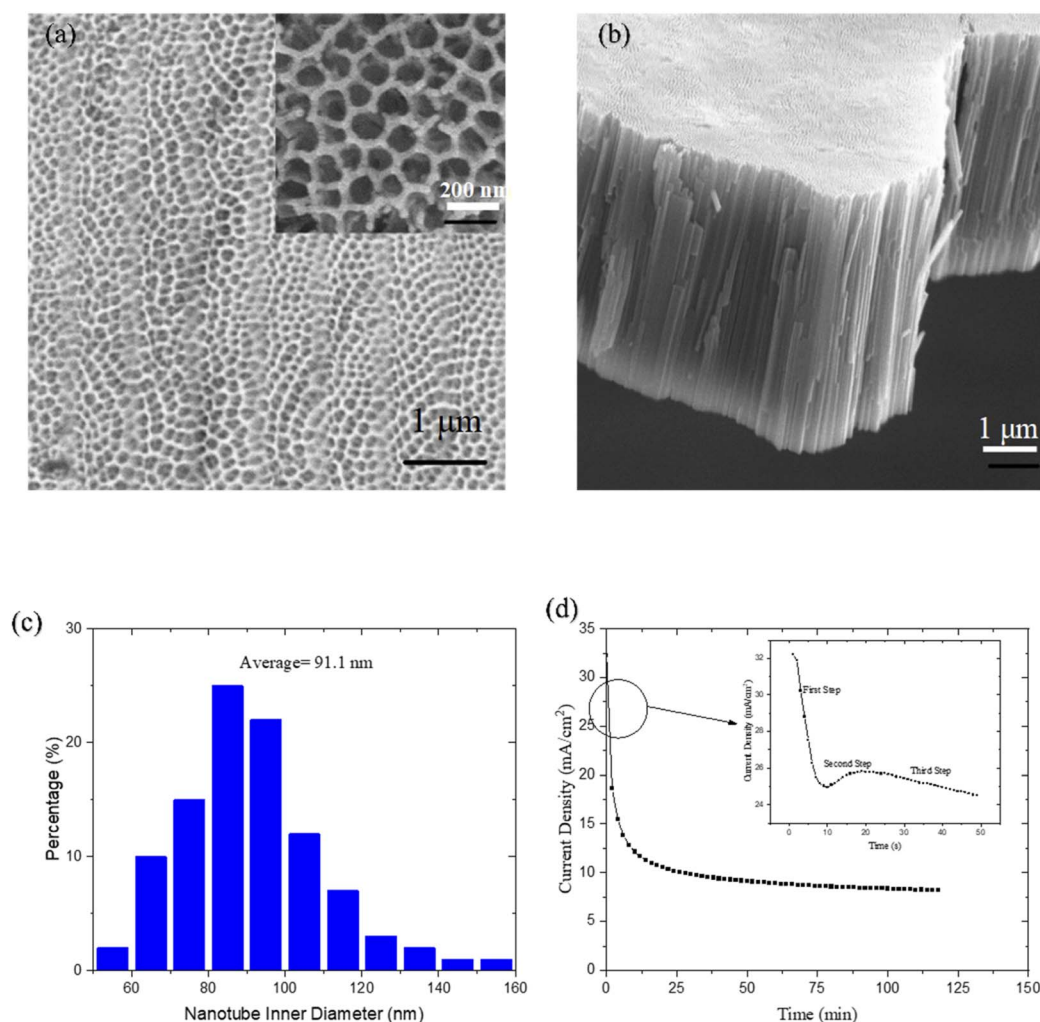 (a)
200 nm
1 μm
(b)
1 μm
(c)
30
20
10
0
Percentage (%)
Average= 91.1 nm
60 80 100 120 140 160
Nanotube Inner Diameter (nm)
(d)
35
30
25
20
15
10
5
0
Current Density (mA/cm²)
0 25 50 75 100 125 150
Time (min)
32
30
28
26
24
Current Density (mA/cm²)
First Step
Second Step
Third Step
0 10 20 30 40 50
Time (s)